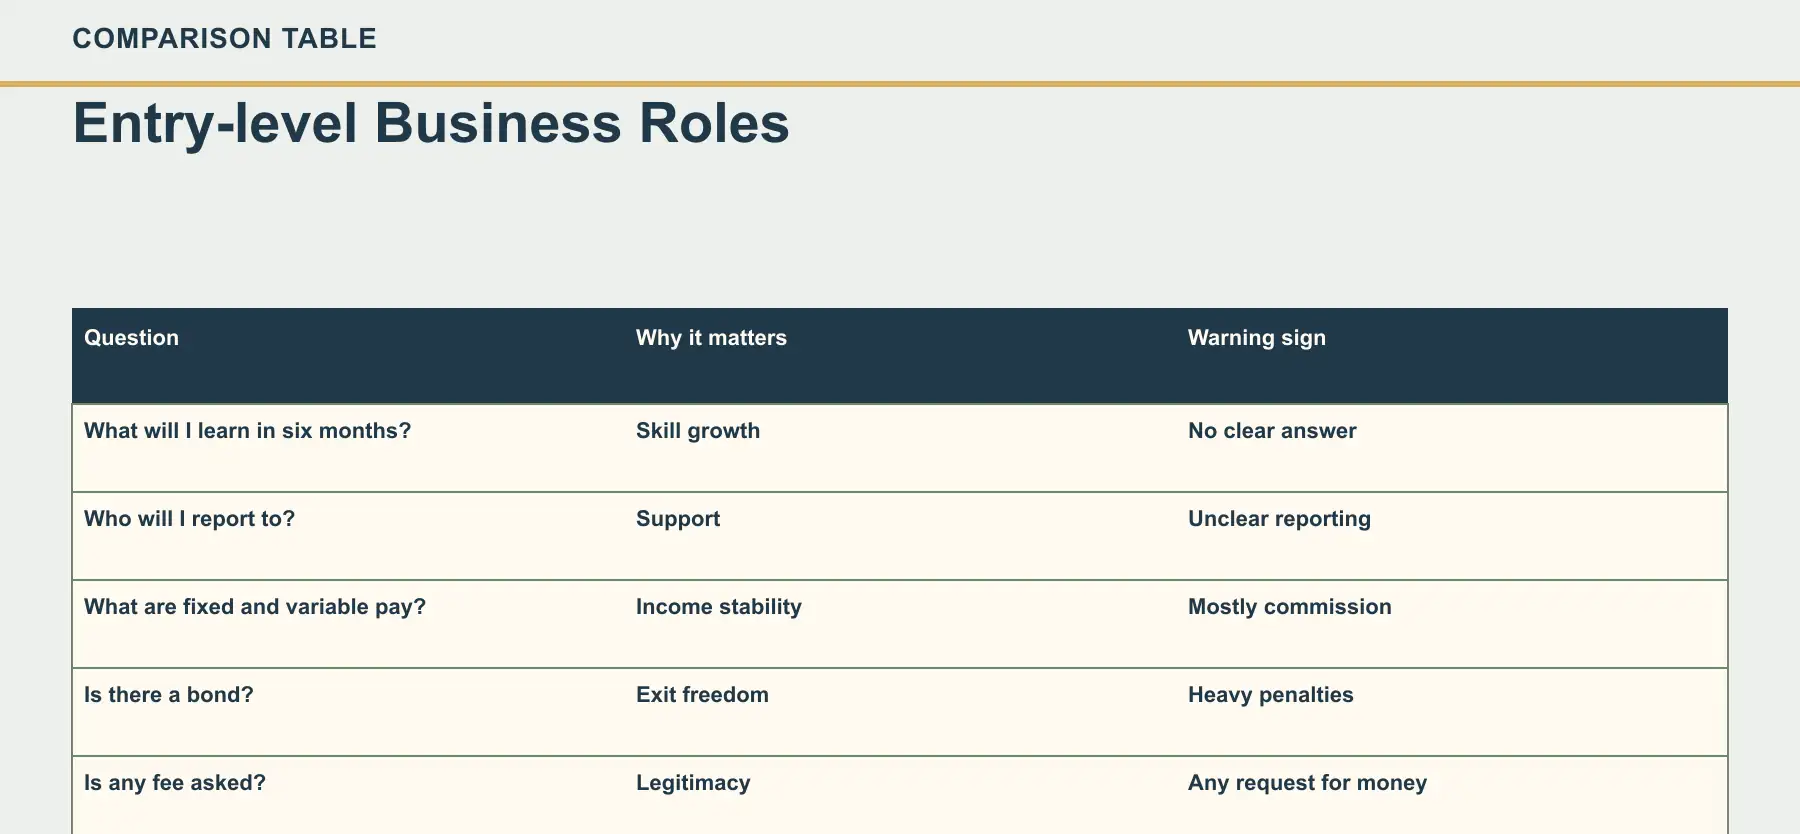 COMPARISON TABLE
Entry-level Business Roles
Question Why it matters Warning sign
What will I learn in six months? Skill growth No clear answer
Who will I report to? Support Unclear reporting
What are fixed and variable pay? Income stability Mostly commission
Is there a bond? Exit freedom Heavy penalties
Is any fee asked? Legitimacy Any request for money